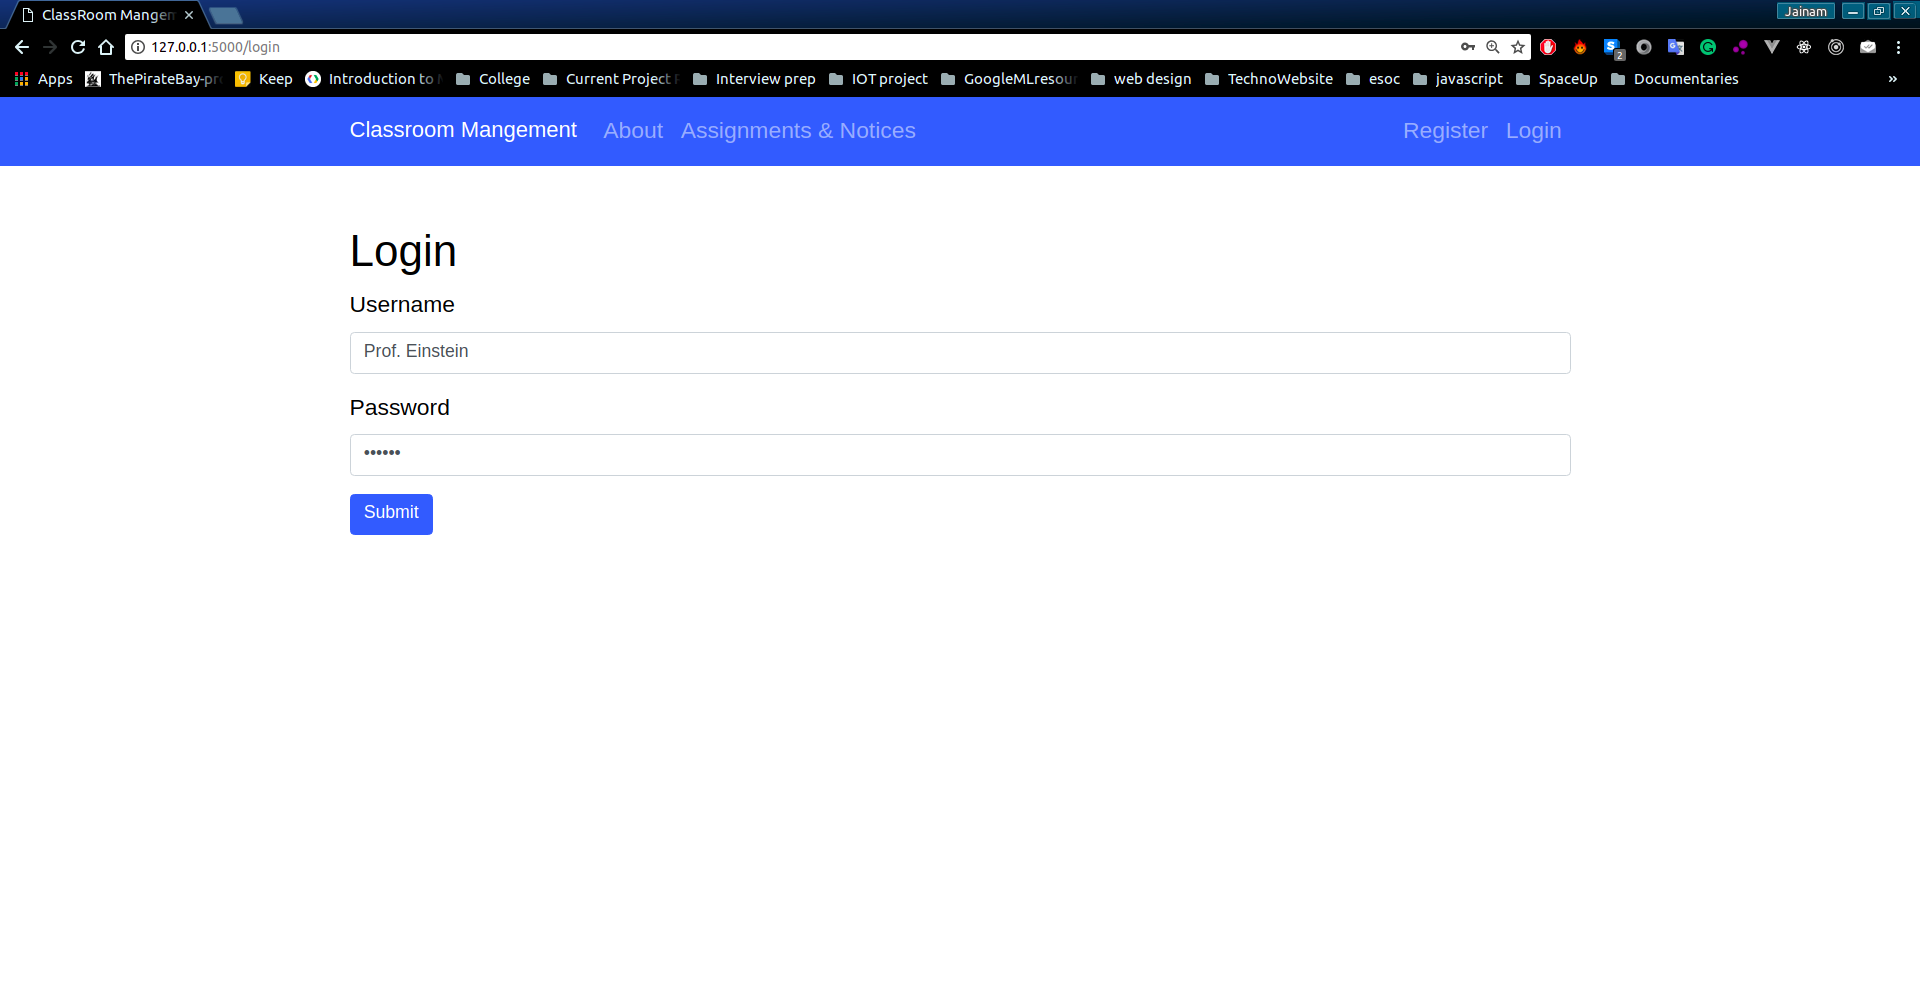 ClassRoom Mangem
Jainam
127.0.0.1:5000/login
2
Apps ThePirateBay-pr Keep Introduction to College Current Project Interview prep IOT project GoogleMLresour web design TechnoWebsite esoc javascript SpaceUp Documentaries »
Classroom Mangement About Assignments & Notices Register Login
Login
Username
Prof. Einstein
Password
••••••
Submit